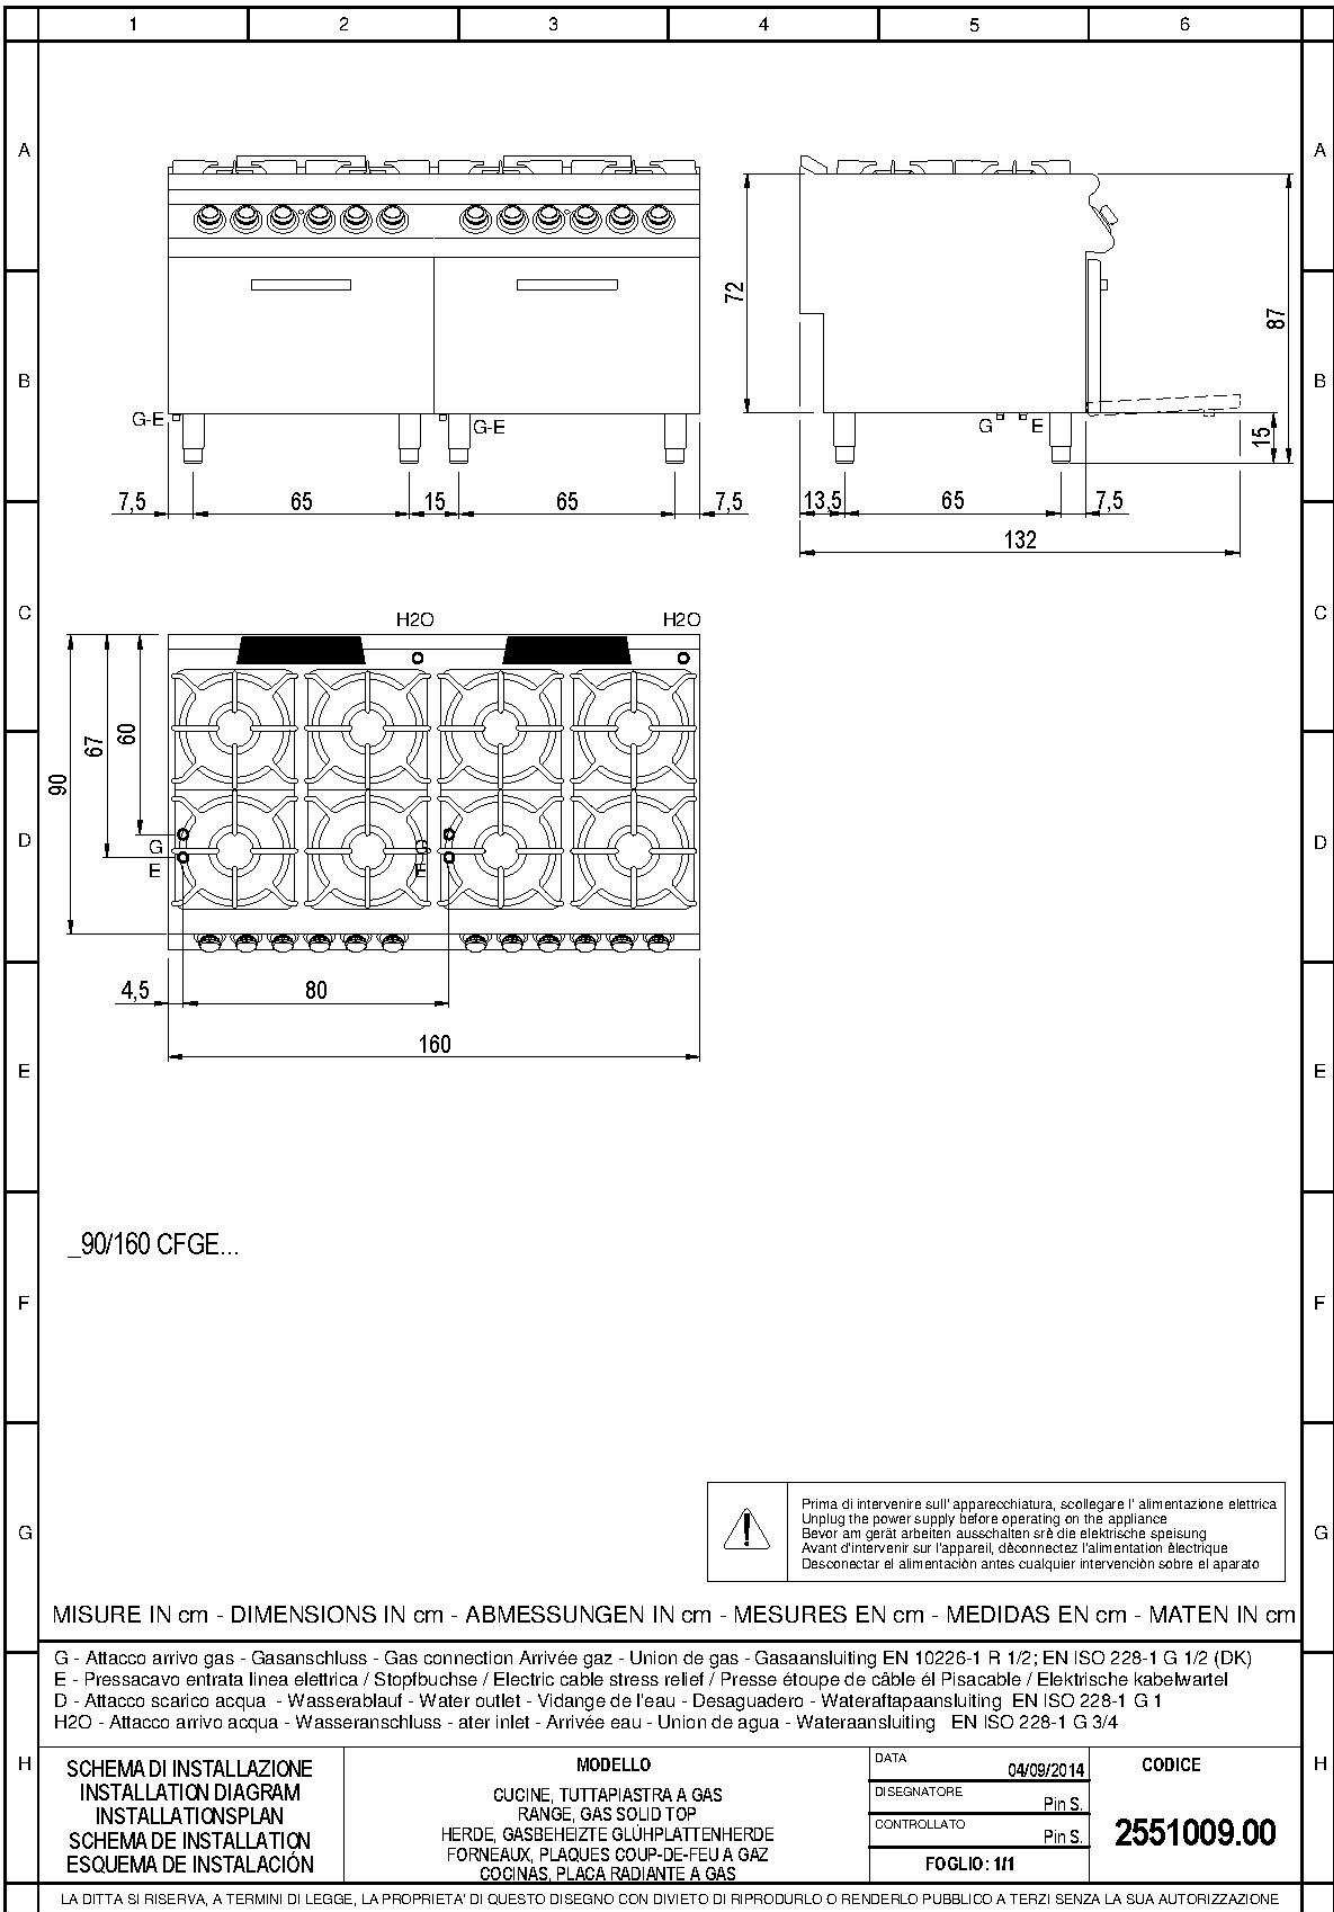 1 2 3 4 5 6
A A
72
87
B B
G-E G-E G E
15
7,5 65 15 65 7,5 13,5 65 7,5
132
C C
H2O H2O
60
67
90
D D
G G
E E
4,5 80
160
E E
_90/160 CFGE...
F F
Prima di intervenire sull' apparecchiatura, scollegare l' alimentazione elettrica
Unplug the power supply before operating on the appliance
Bevor am gerät arbeiten ausschalten srè die elektrische speisung
Avant d'intervenir sur l'appareil, dèconnectez l'alimentation èlectrique
Desconectar el alimentaciòn antes cualquier intervenciòn sobre el aparato
G G
MISURE IN cm - DIMENSIONS IN cm - ABMESSUNGEN IN cm - MESURES EN cm - MEDIDAS EN cm - MATEN IN cm
G - Attacco arrivo gas - Gasanschluss - Gas connection Arrivée gaz - Union de gas - Gasaansluiting EN 10226-1 R 1/2; EN ISO 228-1 G 1/2 (DK)
E - Pressacavo entrata linea elettrica / Stopfbuchse / Electric cable stress relief / Presse étoupe de câble él Pisacable / Elektrische kabelwartel
D - Attacco scarico acqua - Wasserablauf - Water outlet - Vidange de l'eau - Desaguadero - Wateraftapaansluiting EN ISO 228-1 G 1
H2O - Attacco arrivo acqua - Wasseranschluss - ater inlet - Arrivée eau - Union de agua - Wateraansluiting EN ISO 228-1 G 3/4
H H
SCHEMA DI INSTALLAZIONE
INSTALLATION DIAGRAM
INSTALLATIONSPLAN
SCHEMA DE INSTALLATION
ESQUEMA DE INSTALACIÓN
MODELLO
CUCINE, TUTTAPIASTRA A GAS
RANGE, GAS SOLID TOP
HERDE, GASBEHEIZTE GLÜHPLATTENHERDE
FORNEAUX, PLAQUES COUP-DE-FEU A GAZ
COCINAS, PLACA RADIANTE A GAS
DATA 04/09/2014
DISEGNATORE Pin S.
CONTROLLATO Pin S.
FOGLIO: 1/1
CODICE
2551009.00
LA DITTA SI RISERVA, A TERMINI DI LEGGE, LA PROPRIETA' DI QUESTO DISEGNO CON DIVIETO DI RIPRODURLO O RENDERLO PUBBLICO A TERZI SENZA LA SUA AUTORIZZAZIONE